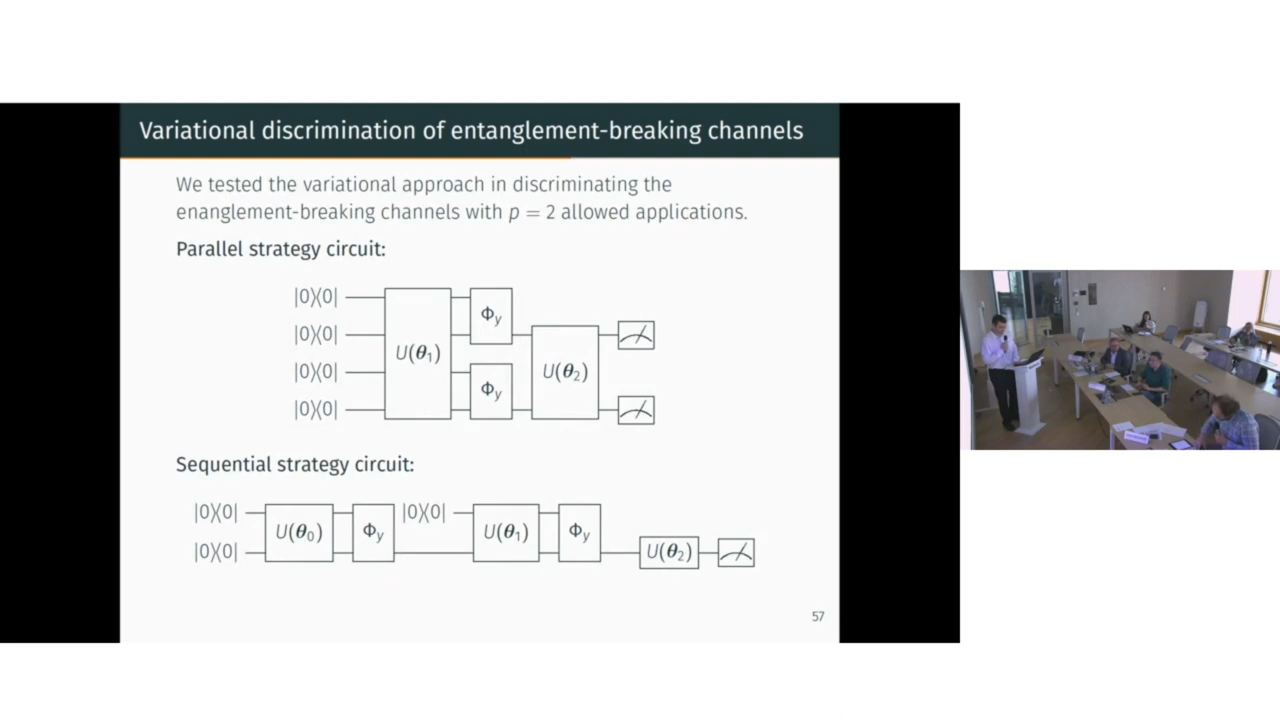 Variational discrimination of entanglement-breaking channels
We tested the variational approach in discriminating the
enanglement-breaking channels with p = 2 allowed applications.
Parallel strategy circuit:
|0⟩⟨0|
|0⟩⟨0|
|0⟩⟨0|
|0⟩⟨0|
U(θ₁)
Φy
Φy
U(θ₂)
Sequential strategy circuit:
|0⟩⟨0|
|0⟩⟨0|
U(θ₀)
Φy
|0⟩⟨0|
U(θ₁)
Φy
U(θ₂)
57